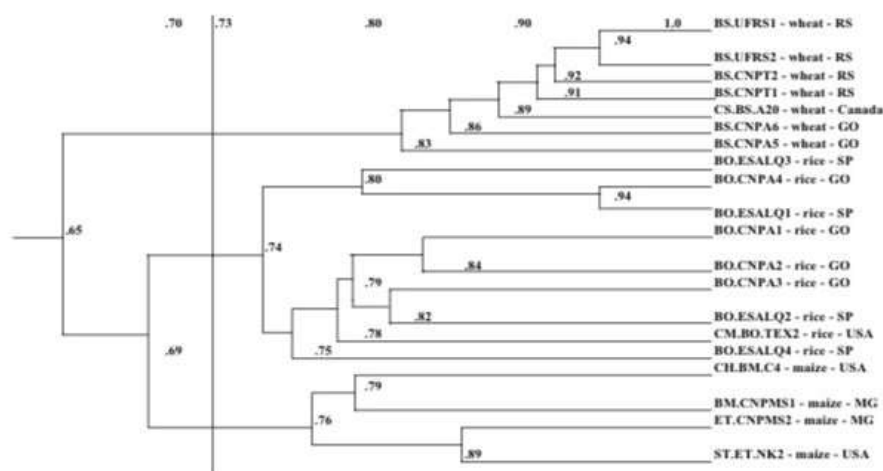 .70 .73 .80 .90 1.0 BS.UFRS1 - wheat - RS
.94
BS.UFRS2 - wheat - RS
.92 BS.CNPT2 - wheat - RS
.91 BS.CNPT1 - wheat - RS
.89 CS.BS.A20 - wheat - Canada
.86 BS.CNPA6 - wheat - GO
.83 BS.CNPA5 - wheat - GO
BO.ESALQ3 - rice - SP
.80 BO.CNPA4 - rice - GO
.94
BO.ESALQ1 - rice - SP
.65 BO.CNPA1 - rice - GO
.74
.84 BO.CNPA2 - rice - GO
.79 BO.CNPA3 - rice - GO
.82 BO.ESALQ2 - rice - SP
.78 CM.BO.TEX2 - rice - USA
.69 .75 BO.ESALQ4 - rice - SP
CH.BM.C4 - maize - USA
.79
BM.CNPMS1 - maize - MG
.76 ET.CNPMS2 - maize - MG
.89 ST.ET.NK2 - maize - USA